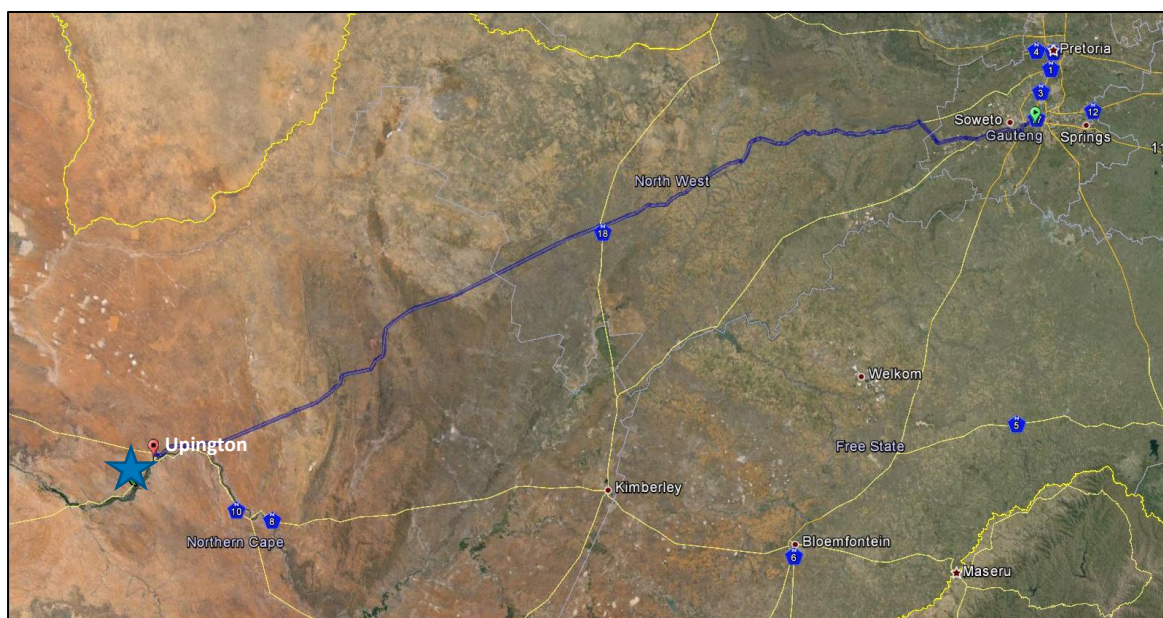 Pretoria
4
1
3
12
Soweto
Gauteng
Springs
11
North West
18
Welkom
5
Upington
Free State
Kimberley
10
8
Northern Cape
Bloemfontein
6
Maseru